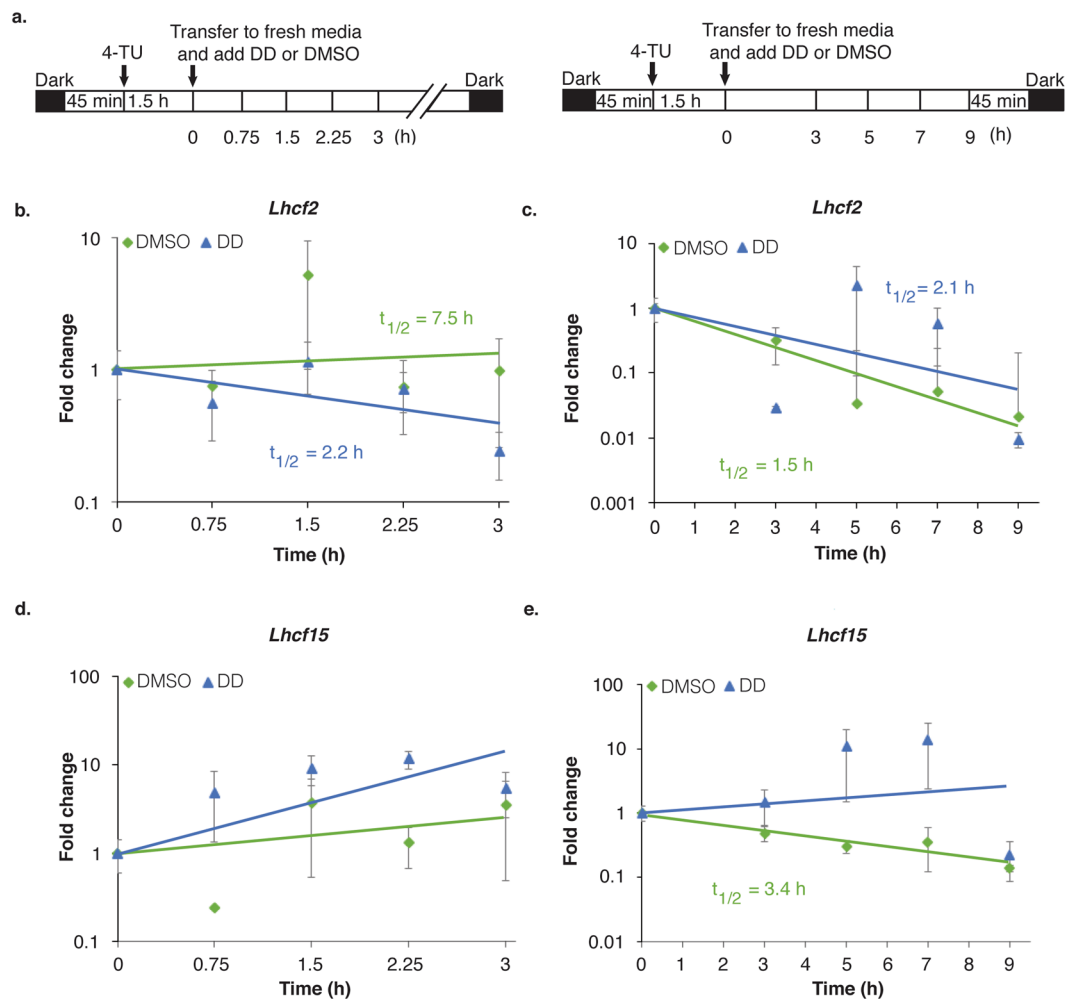 a.
Transfer to fresh media
and add DD or DMSO
4-TU
Dark
Dark
45 min
1.5 h
0 0.75 1.5 2.25 3 (h)
Transfer to fresh media
and add DD or DMSO
4-TU
Dark
Dark
45 min
1.5 h
45 min
0 3 5 7 9 (h)
b.
Lhcf2
DMSO DD
Fold change
10
1
0.1
t1/2 = 7.5 h
t1/2 = 2.2 h
0 0.75 1.5 2.25 3
Time (h)
c.
Lhcf2
DMSO DD
Fold change
10
1
0.1
0.01
0.001
t1/2= 2.1 h
t1/2 = 1.5 h
0 1 2 3 4 5 6 7 8 9
Time (h)
d.
Lhcf15
DMSO DD
Fold change
100
10
1
0.1
0 0.75 1.5 2.25 3
Time (h)
e.
Lhcf15
DMSO DD
Fold change
100
10
1
0.1
0.01
t1/2 = 3.4 h
0 1 2 3 4 5 6 7 8 9
Time (h)